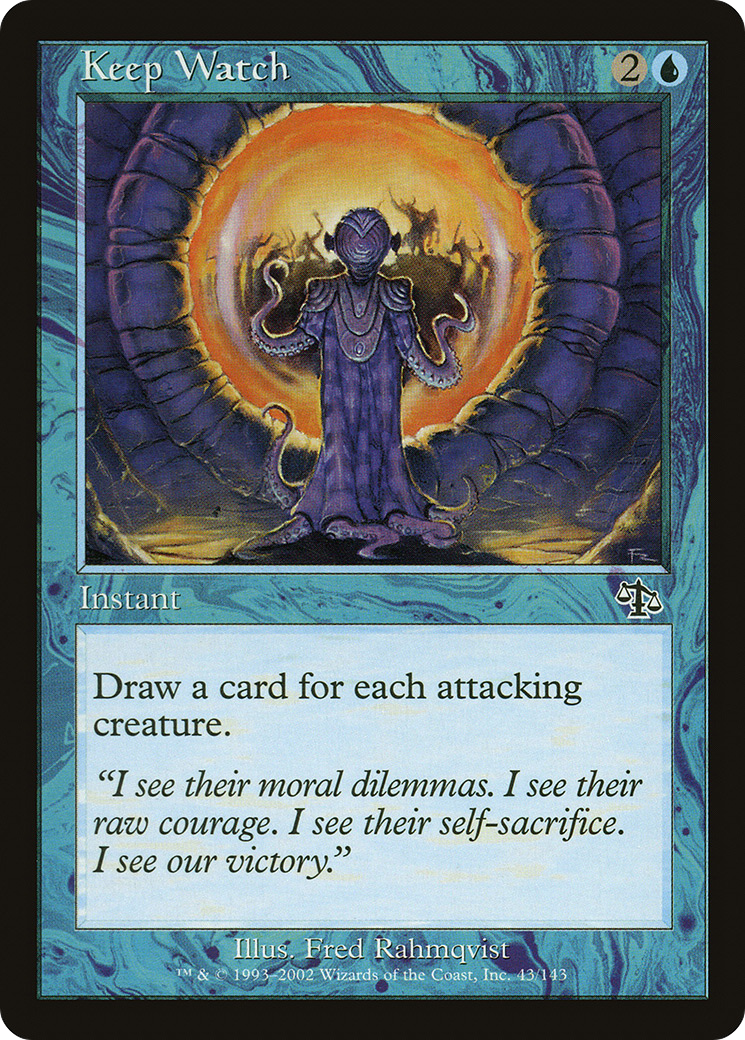 Keep Watch
2
Instant
Draw a card for each attacking
creature.
“I see their moral dilemmas. I see their
raw courage. I see their self-sacrifice.
I see our victory.”
Illus. Fred Rahmqvist
™ & © 1993–2002 Wizards of the Coast, Inc. 43/143